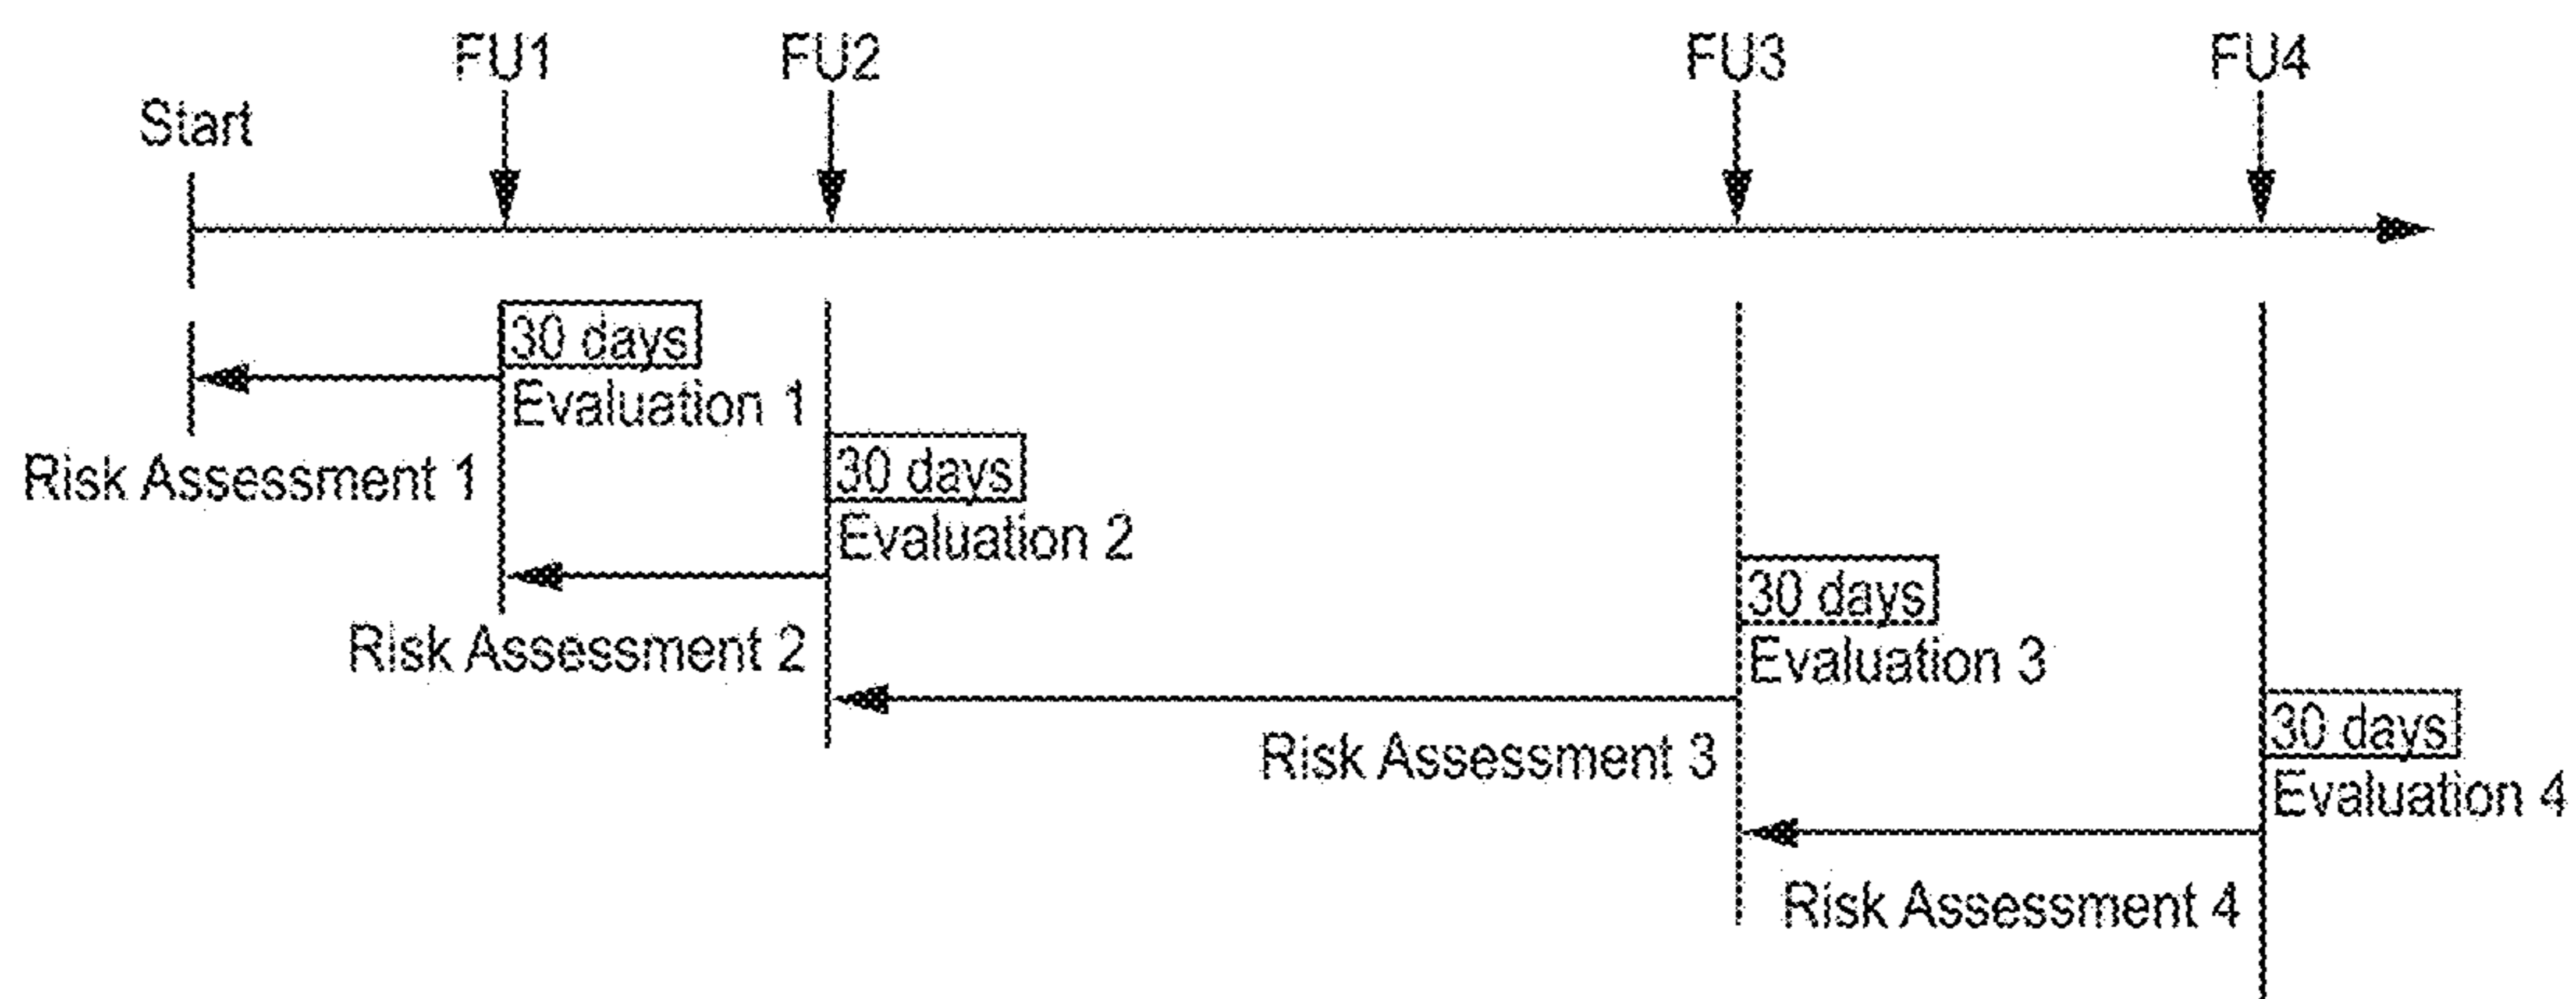 FU1
FU2
FU3
FU4
Start
30 days
Evaluation 1
Risk Assessment 1
30 days
Evaluation 2
Risk Assessment 2
30 days
Evaluation 3
Risk Assessment 3
30 days
Evaluation 4
Risk Assessment 4